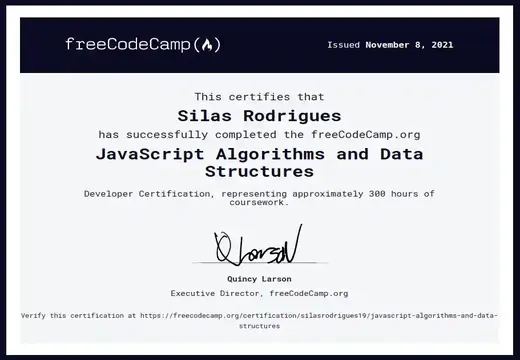 freeCodeCamp(🔥)
Issued November 8, 2021
This certifies that
Silas Rodrigues
has successfully completed the freeCodeCamp.org
JavaScript Algorithms and Data
Structures
Developer Certification, representing approximately 300 hours of
coursework.
Q Larson
Quincy Larson
Executive Director, freeCodeCamp.org
Verify this certification at https://freecodecamp.org/certification/silasrodrigues19/javascript-algorithms-and-data-
structures